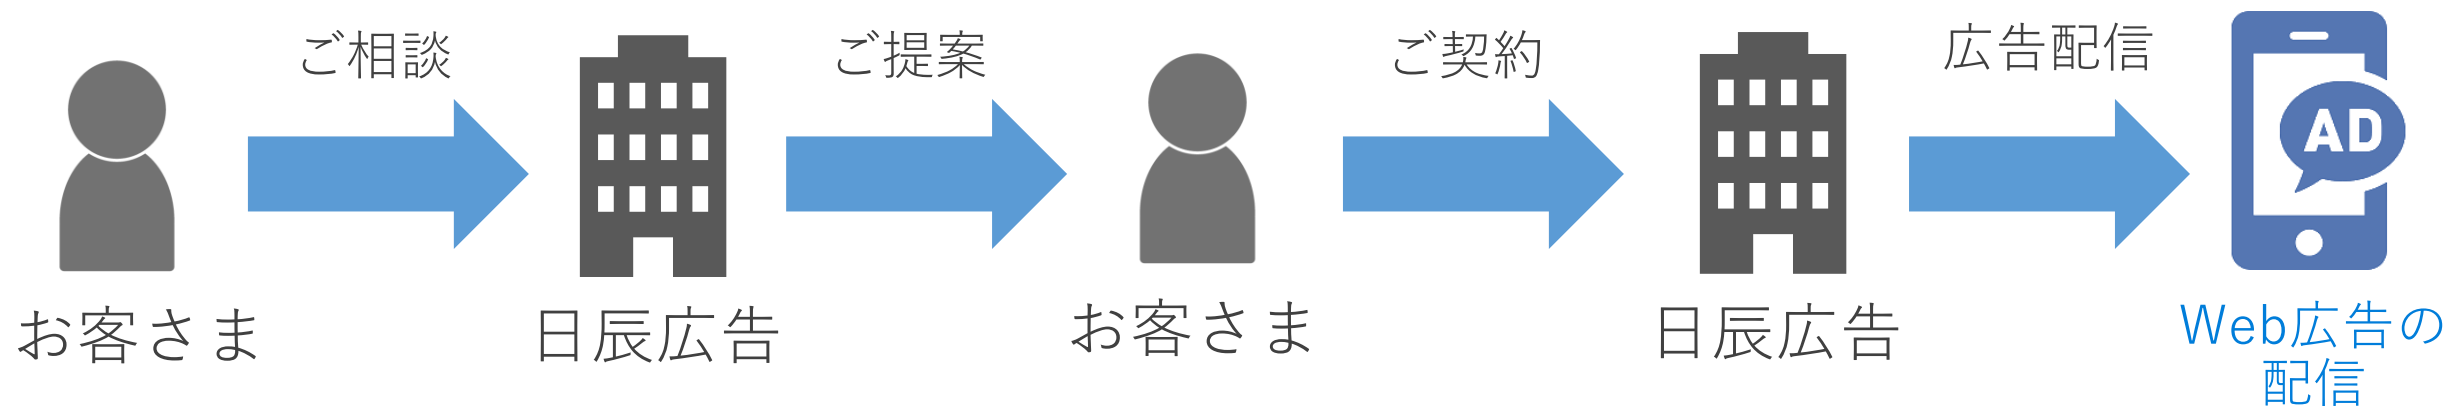 ご相談
ご提案
ご契約
広告配信
AD
お客さま
日辰広告
お客さま
日辰広告
Web広告の
配信